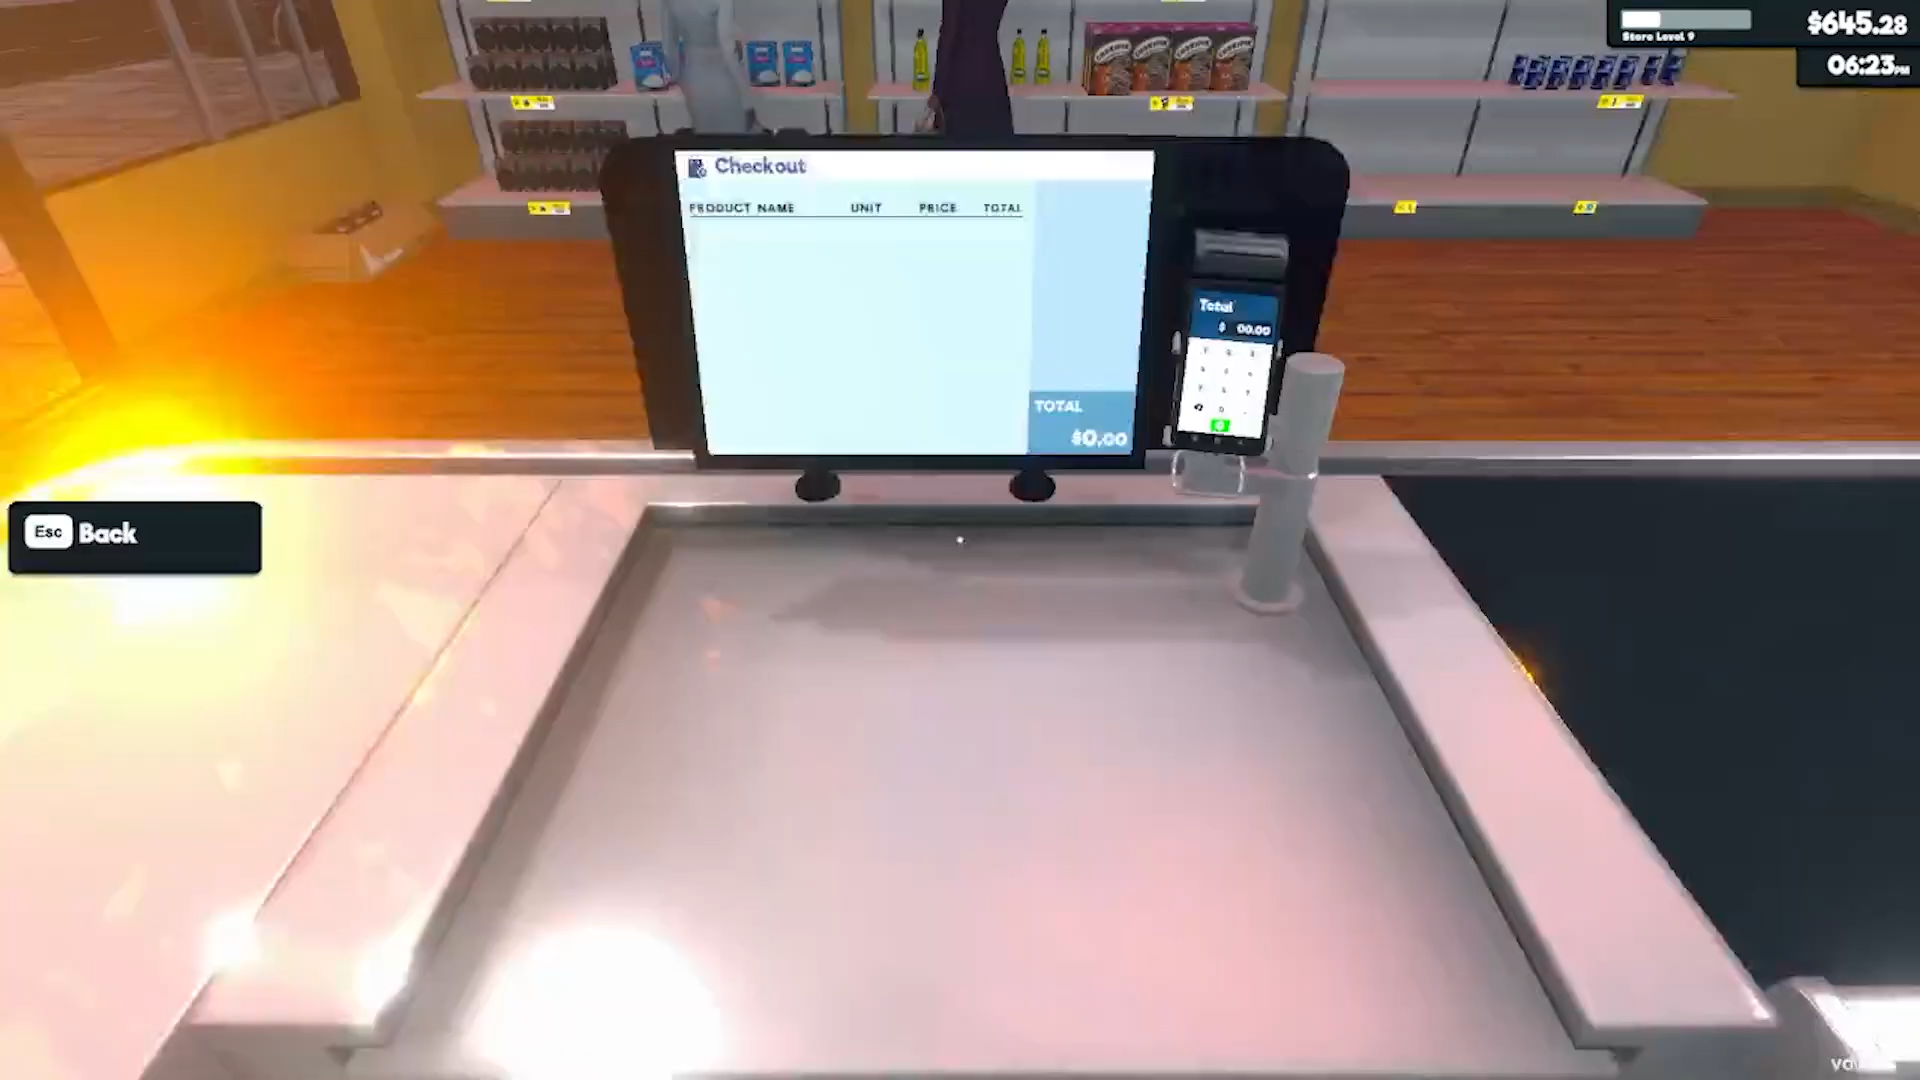 $645.28
Store Level 9
06:23PM
Checkout
PRODUCT NAME UNIT PRICE TOTAL
Total
$ 00.00
TOTAL
$0.00
Esc Back